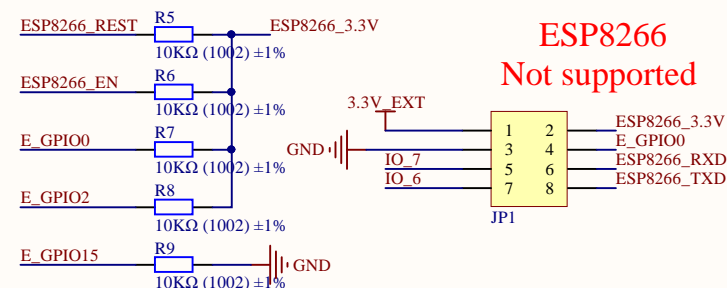 ESP8266_REST R5 ESP8266_3.3V
10KΩ (1002) ±1%
ESP8266_EN R6
10KΩ (1002) ±1%
E_GPIO0 R7
10KΩ (1002) ±1%
E_GPIO2 R8
10KΩ (1002) ±1%
E_GPIO15 R9
GND
10KΩ (1002) ±1%
ESP8266
Not supported
3.3V_EXT
1 2 ESP8266_3.3V
GND 3 4 E_GPIO0
IO_7 5 6 ESP8266_RXD
IO_6 7 8 ESP8266_TXD
JP1